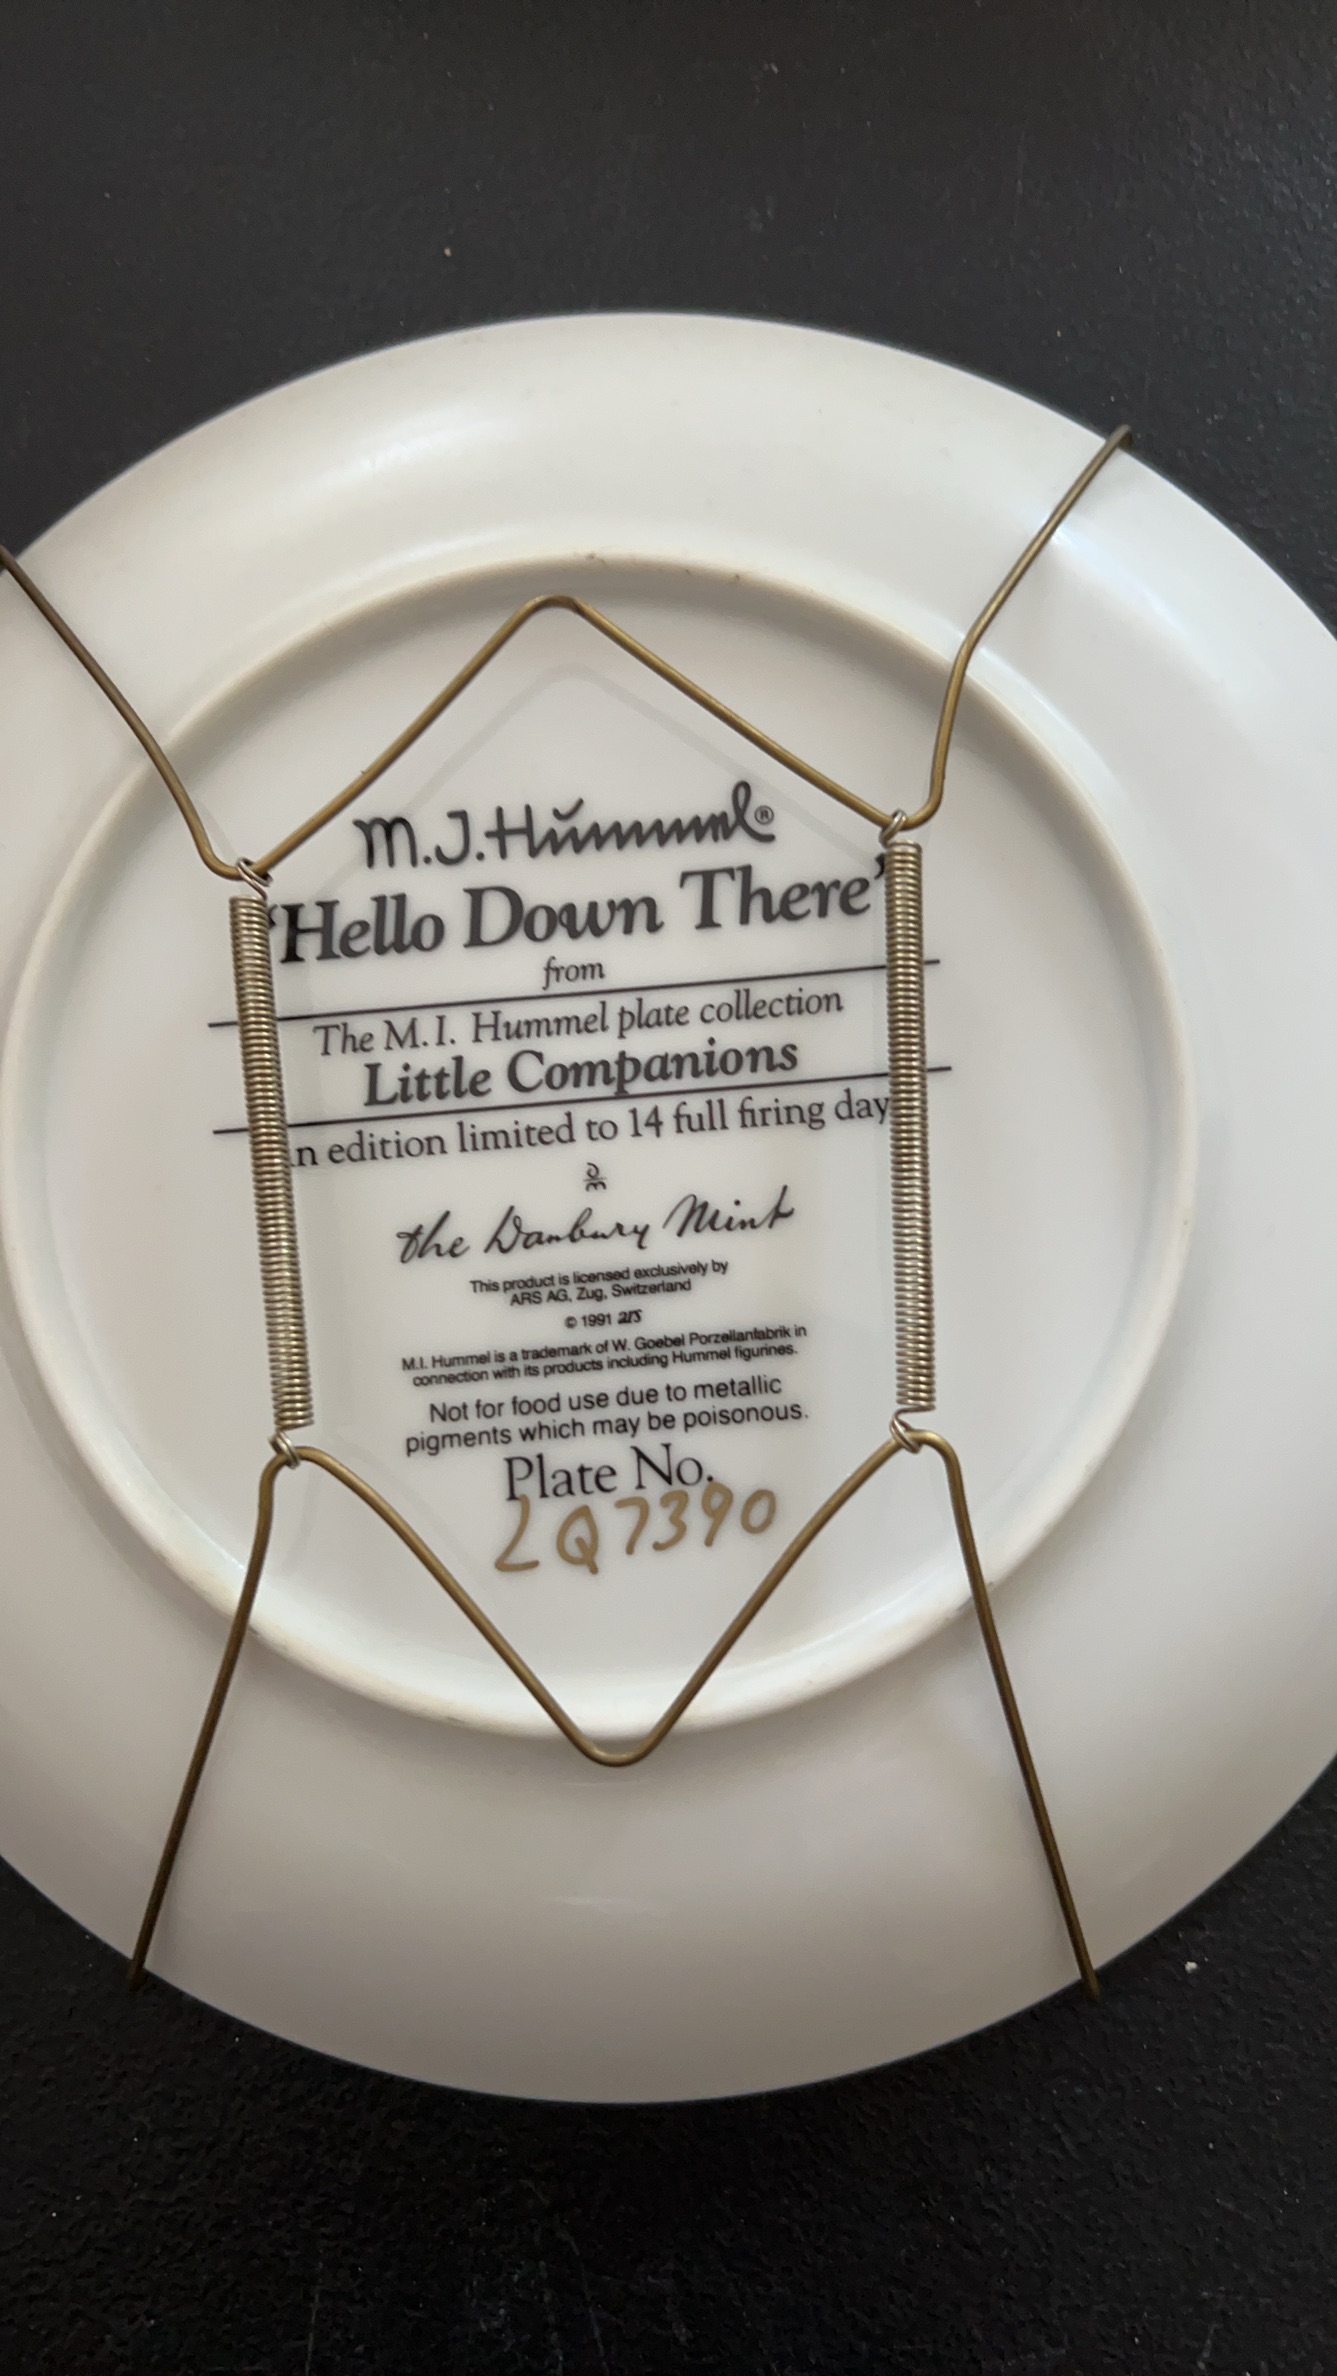 M.J.Hummel®
'Hello Down There'
from
The M.I. Hummel plate collection
Little Companions
n edition limited to 14 full firing day
DM
the Danbury Mint
This product is licensed exclusively by
ARS AG, Zug, Switzerland
© 1991 ars
M.I. Hummel is a trademark of W. Goebel Porzellanfabrik in
connection with its products including Hummel figurines.
Not for food use due to metallic
pigments which may be poisonous.
Plate No.
LQ7390